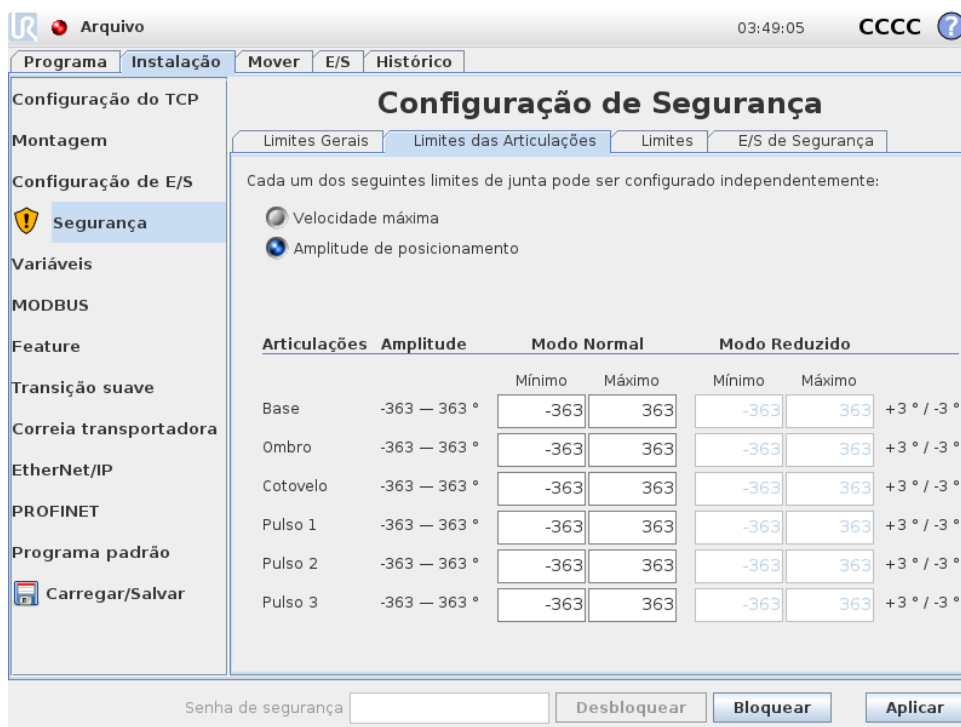 UR Arquivo 03:49:05 CCCC ?
Programa Instalação Mover E/S Histórico
Configuração do TCP
Montagem
Configuração de E/S
Segurança
Variáveis
MODBUS
Feature
Transição suave
Correia transportadora
EtherNet/IP
PROFINET
Programa padrão
Carregar/Salvar
Configuração de Segurança
Limites Gerais Limites das Articulações Limites E/S de Segurança
Cada um dos seguintes limites de junta pode ser configurado independentemente:
Velocidade máxima
Amplitude de posicionamento
Articulações Amplitude Modo Normal Modo Reduzido
Mínimo Máximo Mínimo Máximo
Base -363 — 363 ° -363 363 -363 363 +3 ° / -3 °
Ombro -363 — 363 ° -363 363 -363 363 +3 ° / -3 °
Cotovelo -363 — 363 ° -363 363 -363 363 +3 ° / -3 °
Pulso 1 -363 — 363 ° -363 363 -363 363 +3 ° / -3 °
Pulso 2 -363 — 363 ° -363 363 -363 363 +3 ° / -3 °
Pulso 3 -363 — 363 ° -363 363 -363 363 +3 ° / -3 °
Senha de segurança Desbloquear Bloquear Aplicar